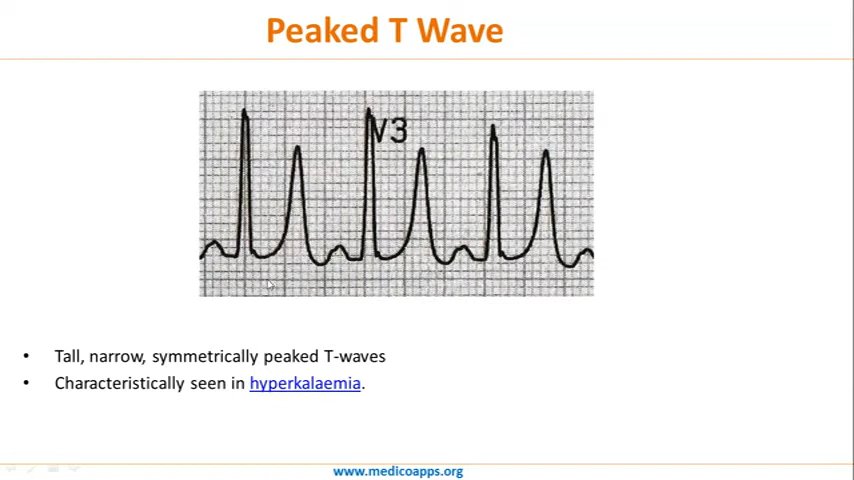 Peaked T Wave
V3
• Tall, narrow, symmetrically peaked T-waves
• Characteristically seen in hyperkalaemia.
www.medicoapps.org